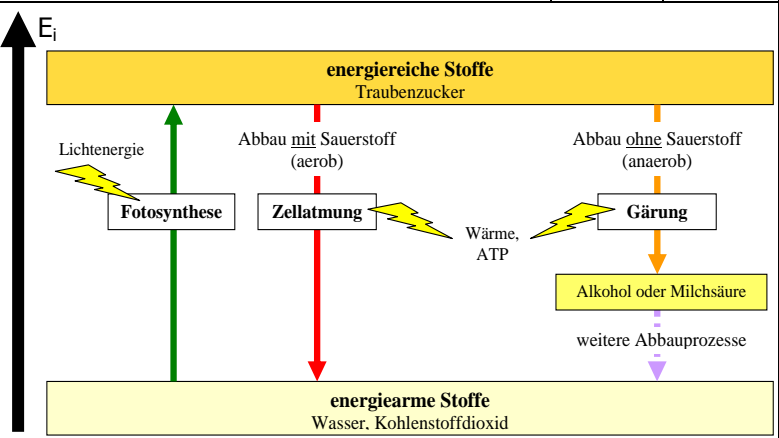 Ei
energiereiche Stoffe
Traubenzucker
Lichtenergie
Abbau mit Sauerstoff
(aerob)
Abbau ohne Sauerstoff
(anaerob)
Fotosynthese
Zellatmung
Gärung
Wärme,
ATP
Alkohol oder Milchsäure
weitere Abbauprozesse
energiearme Stoffe
Wasser, Kohlenstoffdioxid